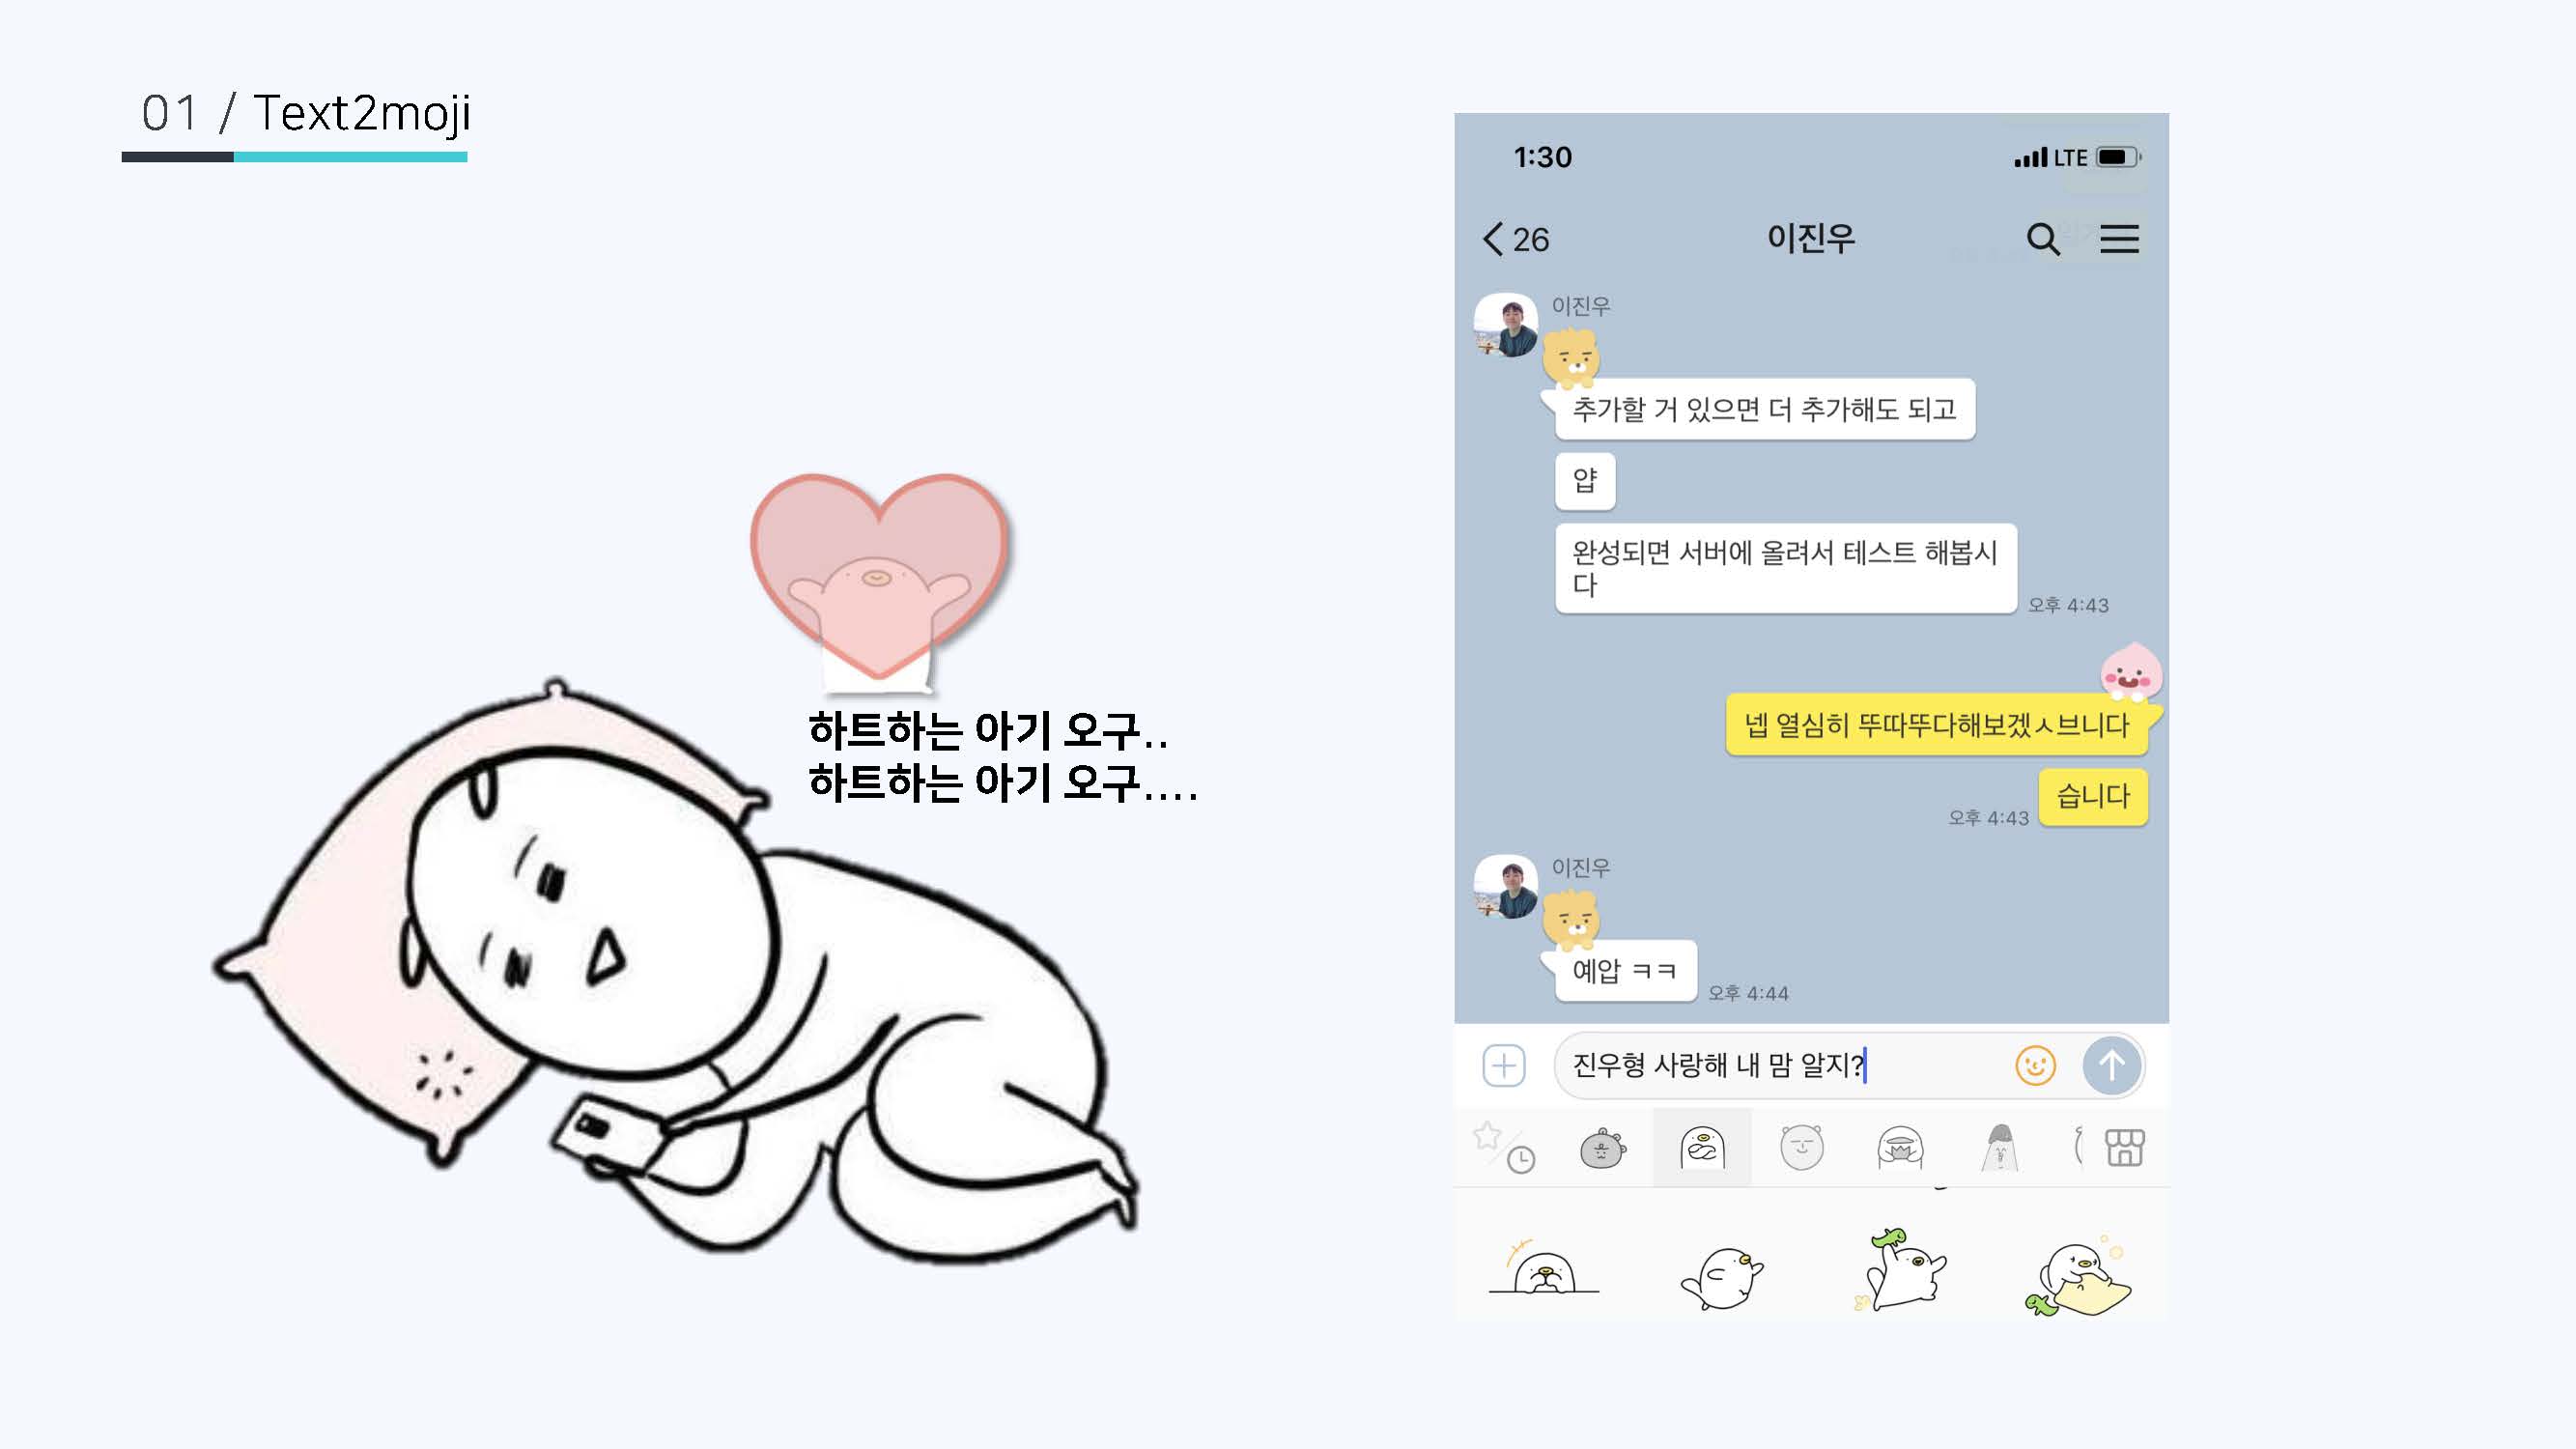 01 / Text2moji
하트하는 아기 오구..
하트하는 아기 오구....
1:30
LTE
26
이진우
이진우
추가할 거 있으면 더 추가해도 되고
얍
완성되면 서버에 올려서 테스트 해봅시
다
오후 4:43
넵 열심히 뚜따뚜다해보겠ㅅ브니다
습니다
오후 4:43
이진우
예압 ㅋㅋ
오후 4:44
진우형 사랑해 내 맘 알지?